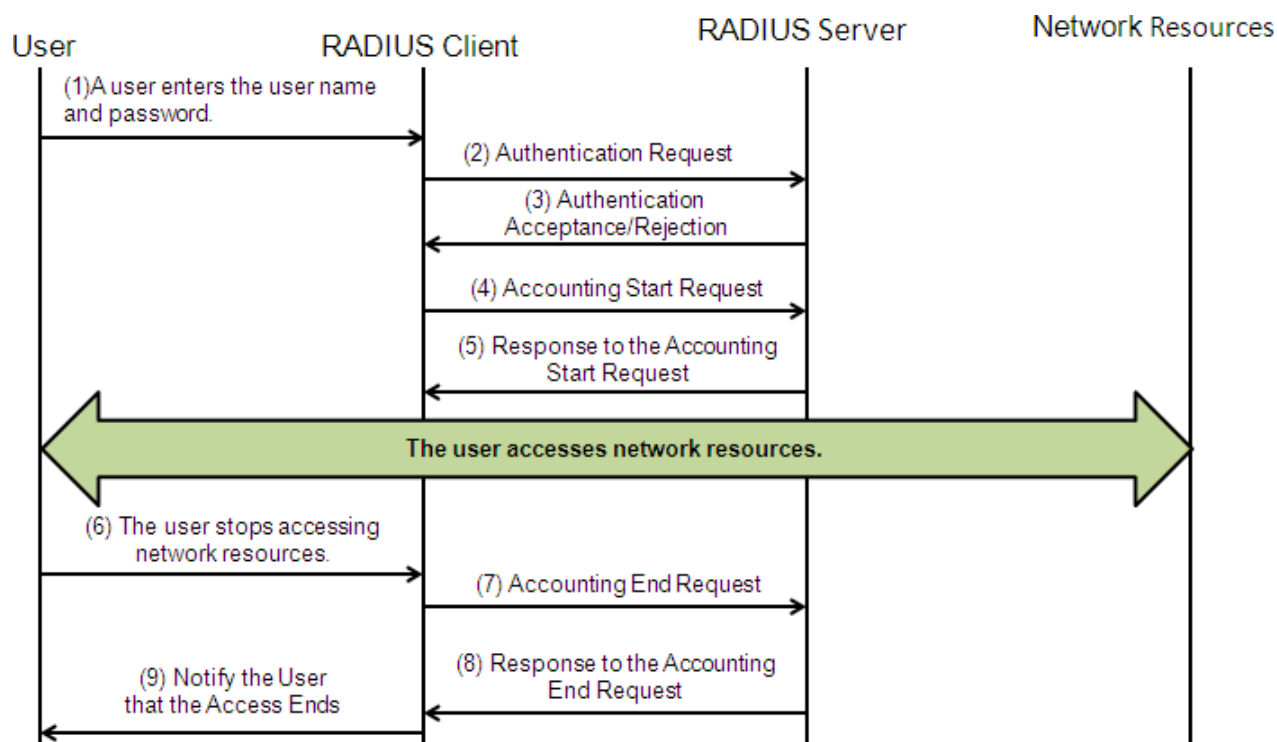 User
RADIUS Client
RADIUS Server
Network Resources
(1)A user enters the user name
and password.
(2) Authentication Request
(3) Authentication
Acceptance/Rejection
(4) Accounting Start Request
(5) Response to the Accounting
Start Request
The user accesses network resources.
(6) The user stops accessing
network resources.
(7) Accounting End Request
(8) Response to the Accounting
End Request
(9) Notify the User
that the Access Ends